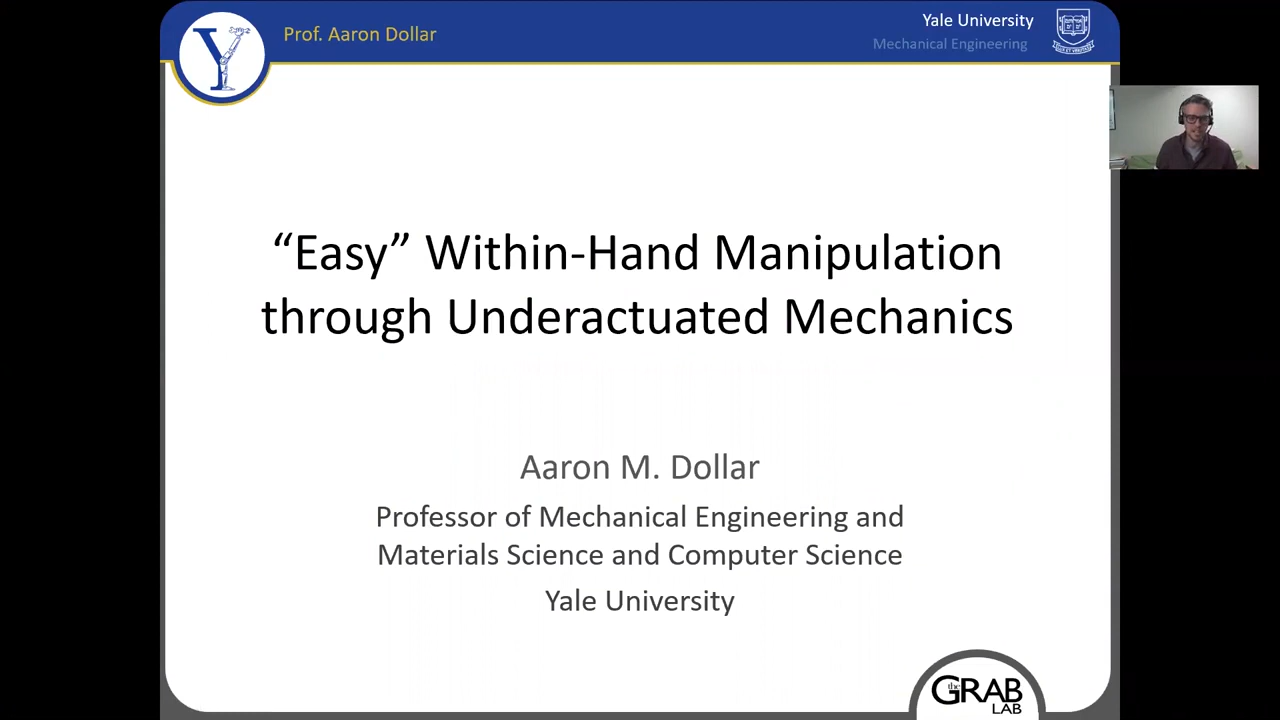 Prof. Aaron Dollar
Yale University
Mechanical Engineering
“Easy” Within-Hand Manipulation
through Underactuated Mechanics
Aaron M. Dollar
Professor of Mechanical Engineering and
Materials Science and Computer Science
Yale University
the GRAB
LAB